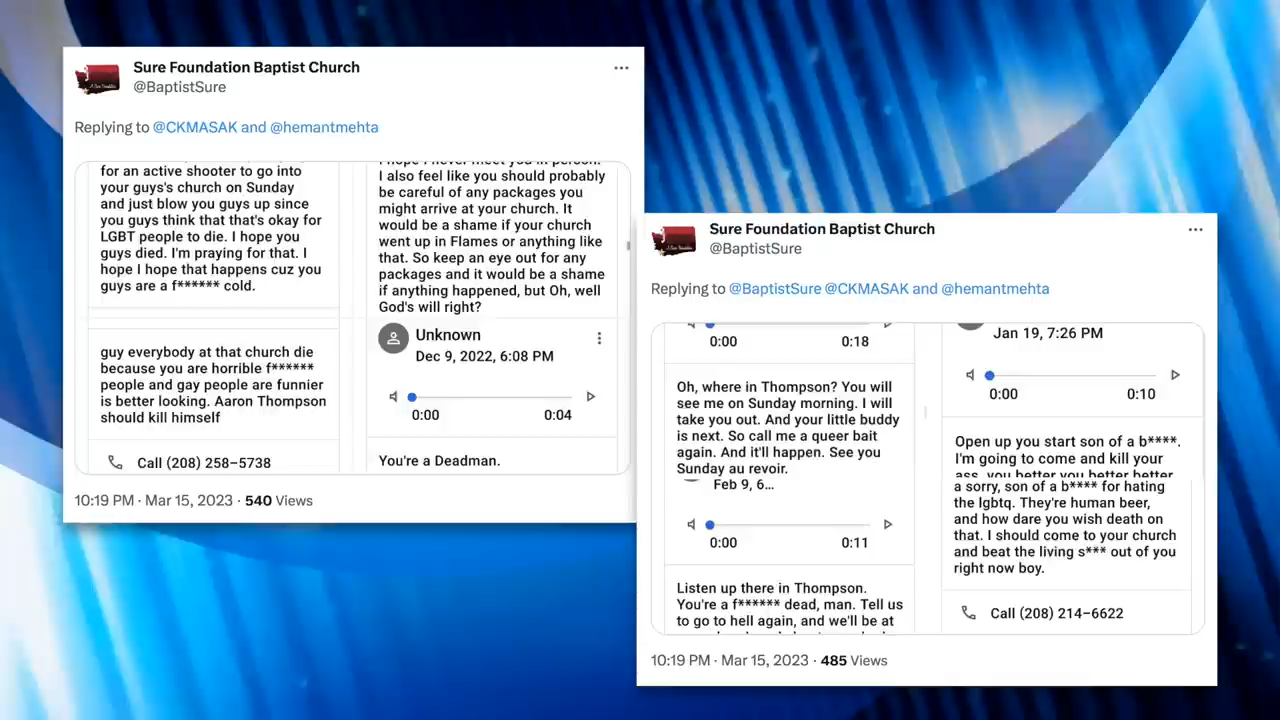 Sure Foundation Baptist Church
@BaptistSure
Replying to @CKMASAK and @hemantmehta
for an active shooter to go into
your guys's church on Sunday
and just blow you guys up since
you guys think that that's okay for
LGBT people to die. I hope you
guys died. I'm praying for that. I
hope I hope that happens cuz you
guys are a f****** cold.
guy everybody at that church die
because you are horrible f******
people and gay people are funnier
is better looking. Aaron Thompson
should kill himself
Call (208) 258-5738
I hope I never meet you in person.
I also feel like you should probably
be careful of any packages you
might arrive at your church. It
would be a shame if your church
went up in Flames or anything like
that. So keep an eye out for any
packages and it would be a shame
if anything happened, but Oh, well
God's will right?
Unknown
Dec 9, 2022, 6:08 PM
0:00 0:04
You're a Deadman.
10:19 PM · Mar 15, 2023 · 540 Views
Sure Foundation Baptist Church
@BaptistSure
Replying to @BaptistSure @CKMASAK and @hemantmehta
0:00 0:18
Oh, where in Thompson? You will
see me on Sunday morning. I will
take you out. And your little buddy
is next. So call me a queer bait
again. And it'll happen. See you
Sunday au revoir.
Feb 9, 6...
0:00 0:11
Listen up there in Thompson.
You're a f****** dead, man. Tell us
to go to hell again, and we'll be at
Jan 19, 7:26 PM
0:00 0:10
Open up you start son of a b****.
I'm going to come and kill your
ass, you better you better better
a sorry, son of a b**** for hating
the lgbtq. They're human beer,
and how dare you wish death on
that. I should come to your church
and beat the living s*** out of you
right now boy.
Call (208) 214-6622
10:19 PM · Mar 15, 2023 · 485 Views